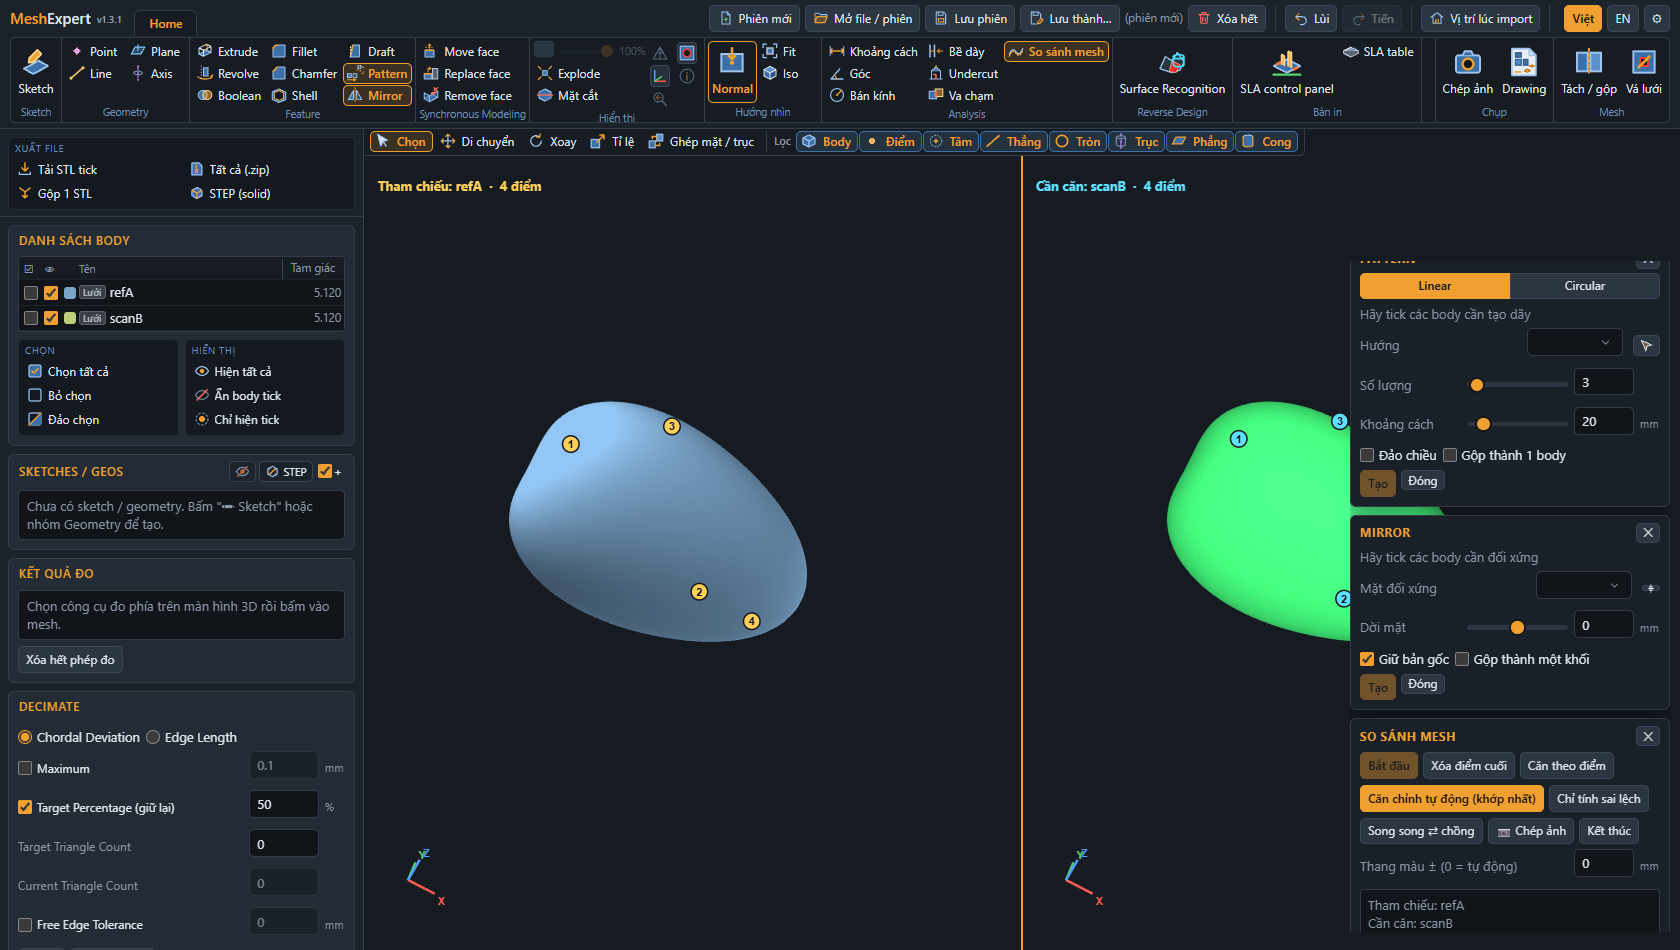 MeshExpert v1.3.1
Home
Phiên mới
Mở file / phiên
Lưu phiên
Lưu thành...
(phiên mới)
Xóa hết
Lùi
Tiến
Vị trí lúc import
Việt
EN
Sketch
Sketch
Point
Plane
Line
Axis
Geometry
Extrude
Fillet
Draft
Revolve
Chamfer
Pattern
Boolean
Shell
Mirror
Feature
Move face
Replace face
Remove face
Synchronous Modeling
100%
Explode
Mặt cắt
Hiển thị
Normal
Fit
Iso
Hướng nhìn
Khoảng cách
Bề dày
So sánh mesh
Góc
Undercut
Bán kính
Va chạm
Analysis
Surface Recognition
Reverse Design
SLA control panel
SLA table
Bàn in
Chép ảnh
Drawing
Chụp
Tách / gộp
Vá lưới
Mesh
Chọn
Di chuyển
Xoay
Tỉ lệ
Ghép mặt / trục
Lọc
Body
Điểm
Tâm
Thẳng
Tròn
Trục
Phẳng
Cong
XUẤT FILE
Tải STL tick
Tất cả (.zip)
Gộp 1 STL
STEP (solid)
DANH SÁCH BODY
Tên
Tam giác
Lưới refA 5.120
Lưới scanB 5.120
CHỌN
Chọn tất cả
Bỏ chọn
Đảo chọn
HIỂN THỊ
Hiện tất cả
Ẩn body tick
Chỉ hiện tick
SKETCHES / GEOS
STEP
+
Chưa có sketch / geometry. Bấm "✏ Sketch" hoặc
nhóm Geometry để tạo.
KẾT QUẢ ĐO
Chọn công cụ đo phía trên màn hình 3D rồi bấm vào
mesh.
Xóa hết phép đo
DECIMATE
Chordal Deviation
Edge Length
Maximum 0.1 mm
Target Percentage (giữ lại) 50 %
Target Triangle Count 0
Current Triangle Count 0
Free Edge Tolerance 0 mm
Tham chiếu: refA · 4 điểm
1
3
2
4
Z
Y
X
Cần căn: scanB · 4 điểm
1
3
2
Z
Y
X
PATTERN
Linear
Circular
Hãy tick các body cần tạo dãy
Hướng
Số lượng 3
Khoảng cách 20 mm
Đảo chiều
Gộp thành 1 body
Tạo
Đóng
MIRROR
Hãy tick các body cần đối xứng
Mặt đối xứng
Dời mặt 0 mm
Giữ bản gốc
Gộp thành một khối
Tạo
Đóng
SO SÁNH MESH
Bắt đầu
Xóa điểm cuối
Căn theo điểm
Căn chỉnh tự động (khớp nhất)
Chỉ tính sai lệch
Song song ⇄ chồng
Chép ảnh
Kết thúc
Thang màu ± (0 = tự động) 0 mm
Tham chiếu: refA
Cần căn: scanB